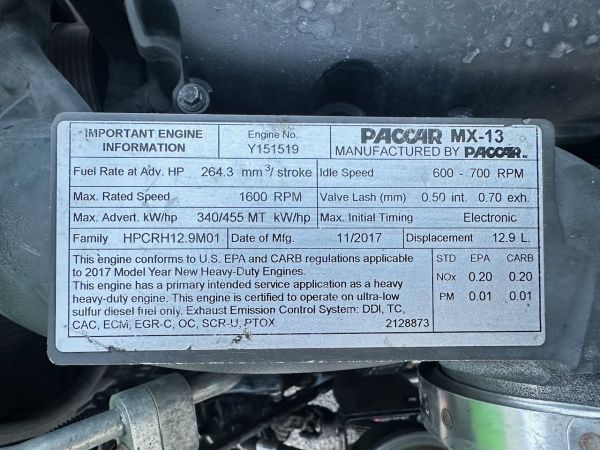 IMPORTANT ENGINE INFORMATION
Engine No.
Y151519
PACCAR MX-13
MANUFACTURED BY PACCAR INC
Fuel Rate at Adv. HP 264.3 mm³/ stroke
Idle Speed 600 - 700 RPM
Max. Rated Speed 1600 RPM
Valve Lash (mm) 0.50 int. 0.70 exh.
Max. Advert. kW/hp 340/455 MT kW/hp
Max. Initial Timing Electronic
Family HPCRH12.9M01
Date of Mfg. 11/2017
Displacement 12.9 L.
This engine conforms to U.S. EPA and CARB regulations applicable
to 2017 Model Year New Heavy-Duty Engines.
This engine has a primary intended service application as a heavy
heavy-duty engine. This engine is certified to operate on ultra-low
sulfur diesel fuel only. Exhaust Emission Control System: DDI, TC,
CAC, ECM, EGR-C, OC, SCR-U, PTOX 2128873
STD EPA CARB
NOx 0.20 0.20
PM 0.01 0.01